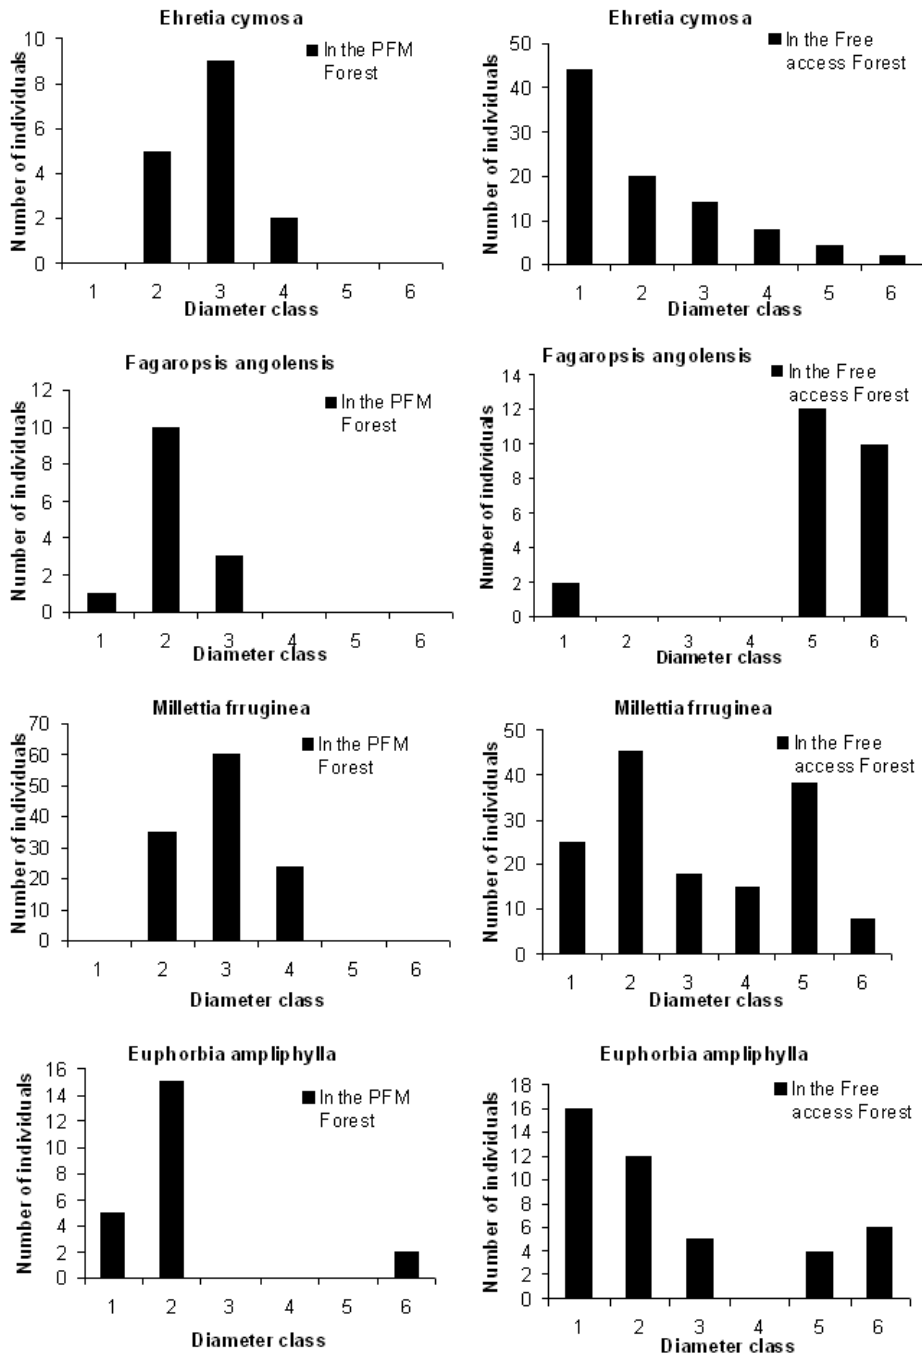 Ehretia cymosa
In the PFM
Forest
Number of individuals
10
8
6
4
2
0
1 2 3 4 5 6
Diameter class
Ehretia cymosa
In the Free
access Forest
Number of individuals
50
40
30
20
10
0
1 2 3 4 5 6
Diameter class
Fagaropsis angolensis
In the PFM
Forest
Number of individuals
12
10
8
6
4
2
0
1 2 3 4 5 6
Diameter class
Fagaropsis angolensis
In the Free
access Forest
Number of individuals
14
12
10
8
6
4
2
0
1 2 3 4 5 6
Diameter class
Millettia frruginea
In the PFM
Forest
Number of individuals
70
60
50
40
30
20
10
0
1 2 3 4 5 6
Diameter class
Millettia frruginea
In the Free
access Forest
Number of individuals
50
40
30
20
10
0
1 2 3 4 5 6
Diameter class
Euphorbia ampliphylla
In the PFM
Forest
Number of individuals
16
14
12
10
8
6
4
2
0
1 2 3 4 5 6
Diameter class
Euphorbia ampliphylla
In the Free
access Forest
Number of individuals
18
16
14
12
10
8
6
4
2
0
1 2 3 4 5 6
Diameter class